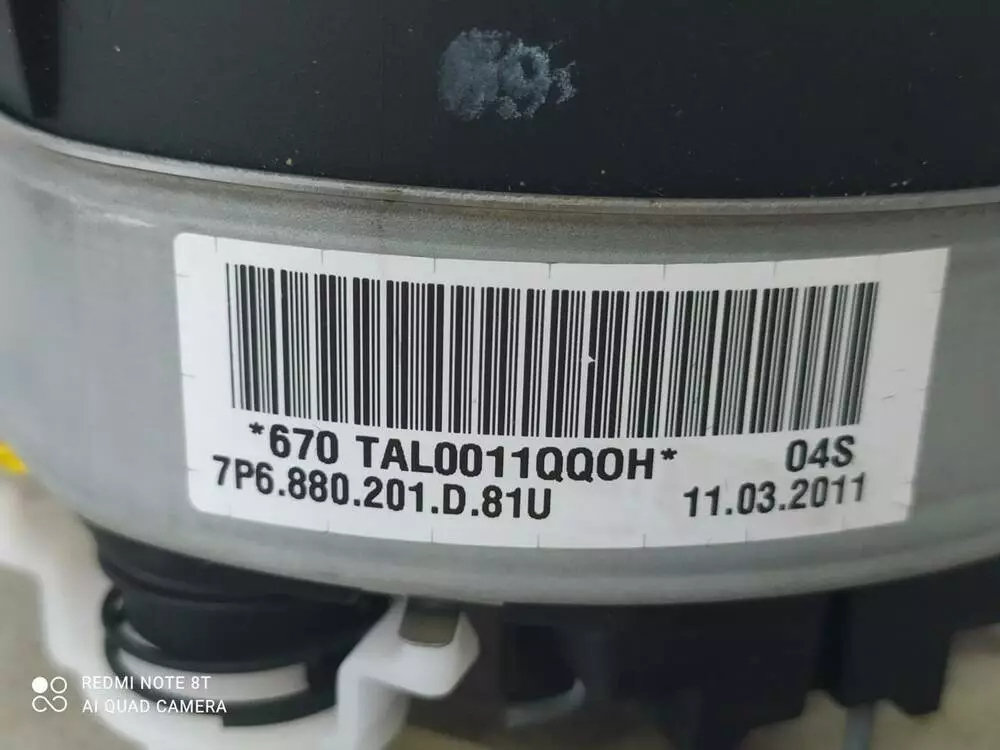 *670 TAL0011QQOH* 04S
7P6.880.201.D.81U 11.03.2011
REDMI NOTE 8T
AI QUAD CAMERA